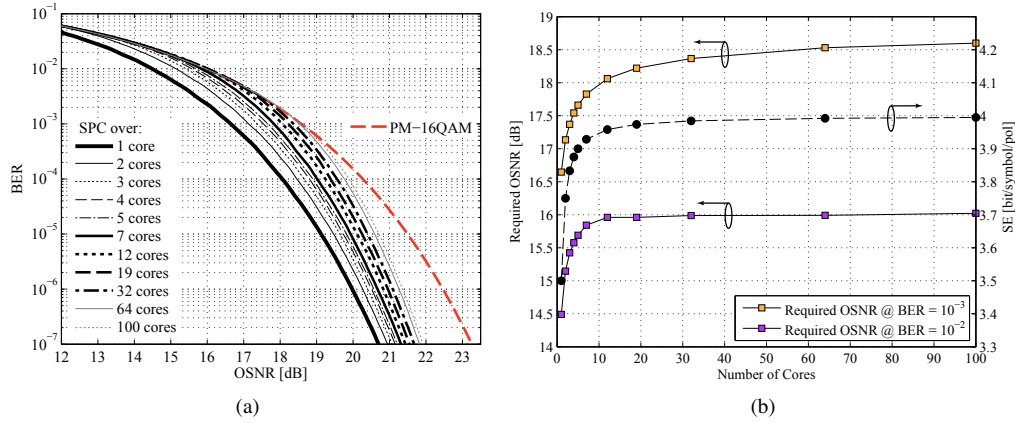 10^-1
10^-2
10^-3
10^-4
10^-5
10^-6
10^-7
BER
SPC over:
1 core
2 cores
3 cores
4 cores
5 cores
7 cores
12 cores
19 cores
32 cores
64 cores
100 cores
PM−16QAM
12 13 14 15 16 17 18 19 20 21 22 23
OSNR [dB]
(a)
19
18.5
18
17.5
17
16.5
16
15.5
15
14.5
14
Required OSNR [dB]
4.2
4.1
4
3.9
3.8
3.7
3.6
3.5
3.4
3.3
SE [bit/symbol/pol]
Required OSNR @ BER = 10^-3
Required OSNR @ BER = 10^-2
0 10 20 30 40 50 60 70 80 90 100
Number of Cores
(b)